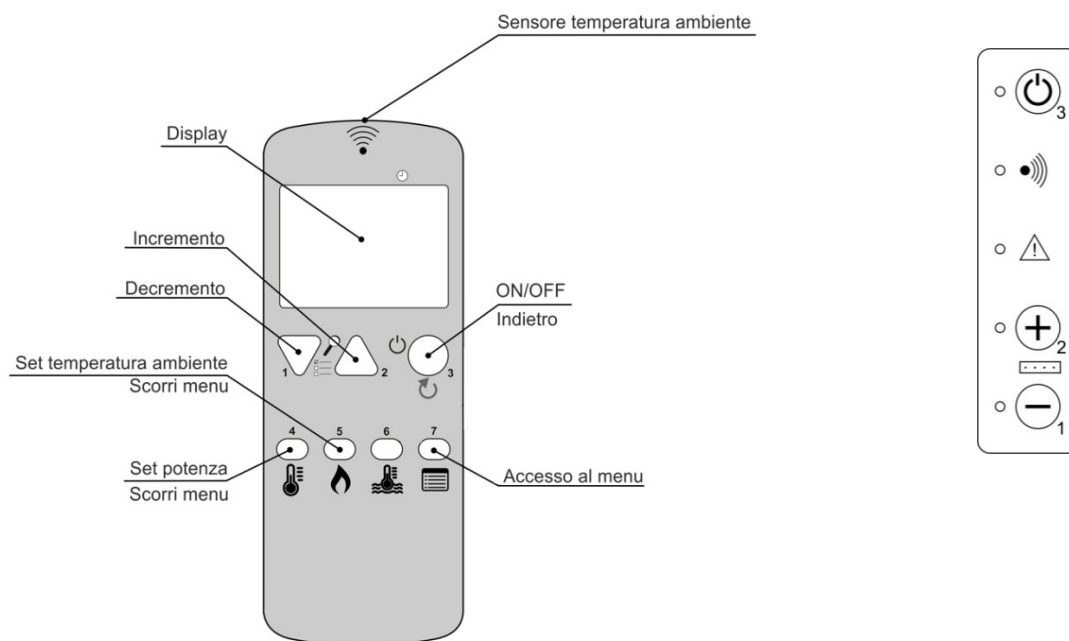 Sensore temperatura ambiente
Display
Incremento
Decremento
ON/OFF
Indietro
1
2
3
Set temperatura ambiente
Scorri menu
4
5
6
7
Set potenza
Scorri menu
Accesso al menu
3
2
1